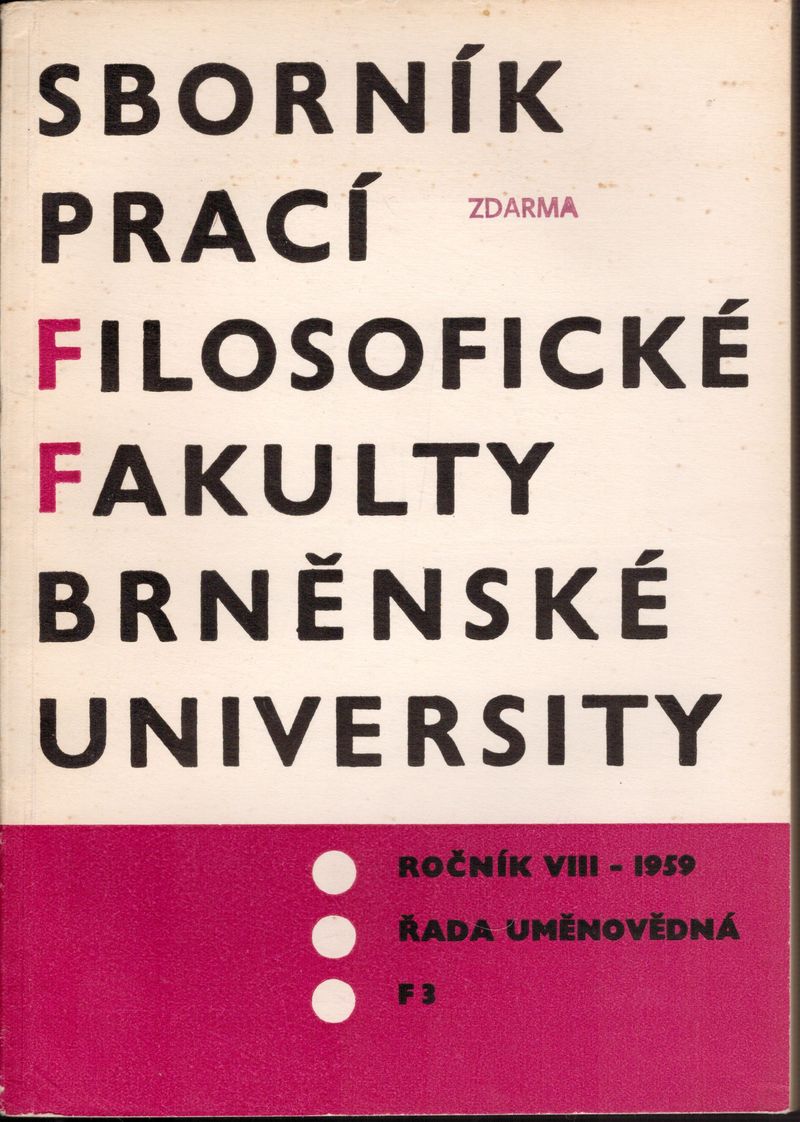 SBORNÍK
PRACÍ
ZDARMA
FILOSOFICKÉ
FAKULTY
BRNĚNSKÉ
UNIVERSITY
ROČNÍK VIII - 1959
ŘADA UMĚNOVĚDNÁ
F 3